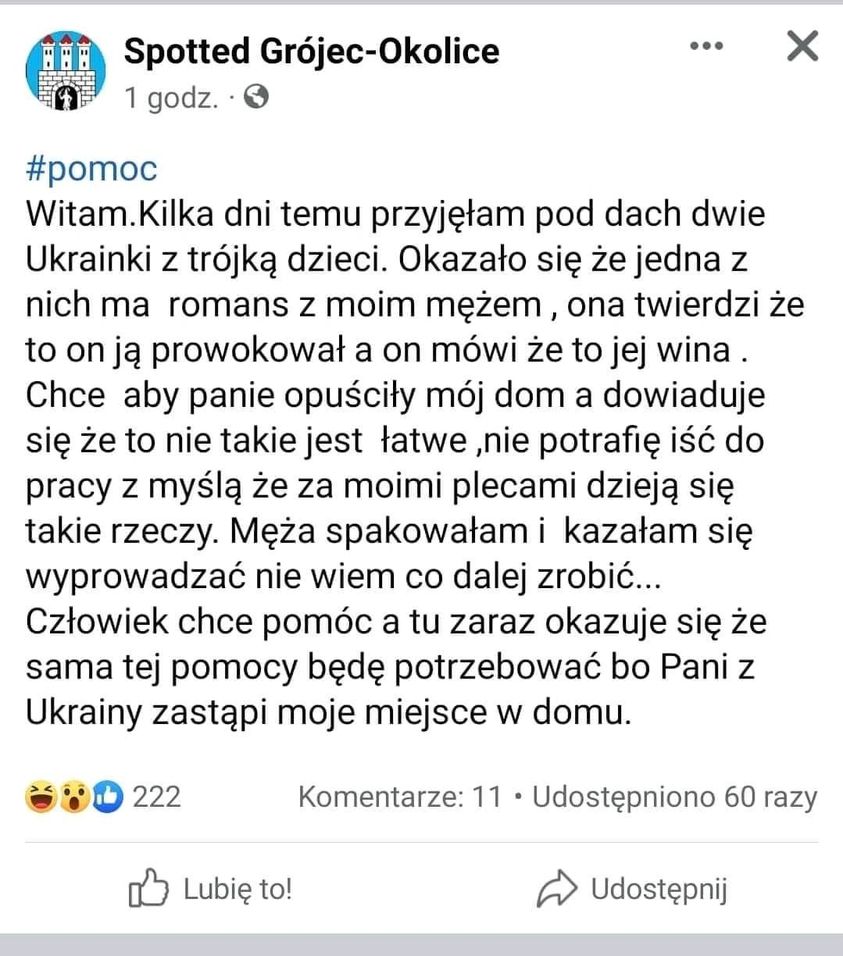 Spotted Grójec-Okolice
1 godz. ·
#pomoc
Witam.Kilka dni temu przyjęłam pod dach dwie
Ukrainki z trójką dzieci. Okazało się że jedna z
nich ma  romans z moim mężem , ona twierdzi że
to on ją prowokował a on mówi że to jej wina .
Chce  aby panie opuściły mój dom a dowiaduje
się że to nie takie jest  łatwe ,nie potrafię iść do
pracy z myślą że za moimi plecami dzieją się
takie rzeczy. Męża spakowałam i  kazałam się
wyprowadzać nie wiem co dalej zrobić...
Człowiek chce pomóc a tu zaraz okazuje się że
sama tej pomocy będę potrzebować bo Pani z
Ukrainy zastąpi moje miejsce w domu.
222 Komentarze: 11 • Udostępniono 60 razy
Lubię to! Udostępnij